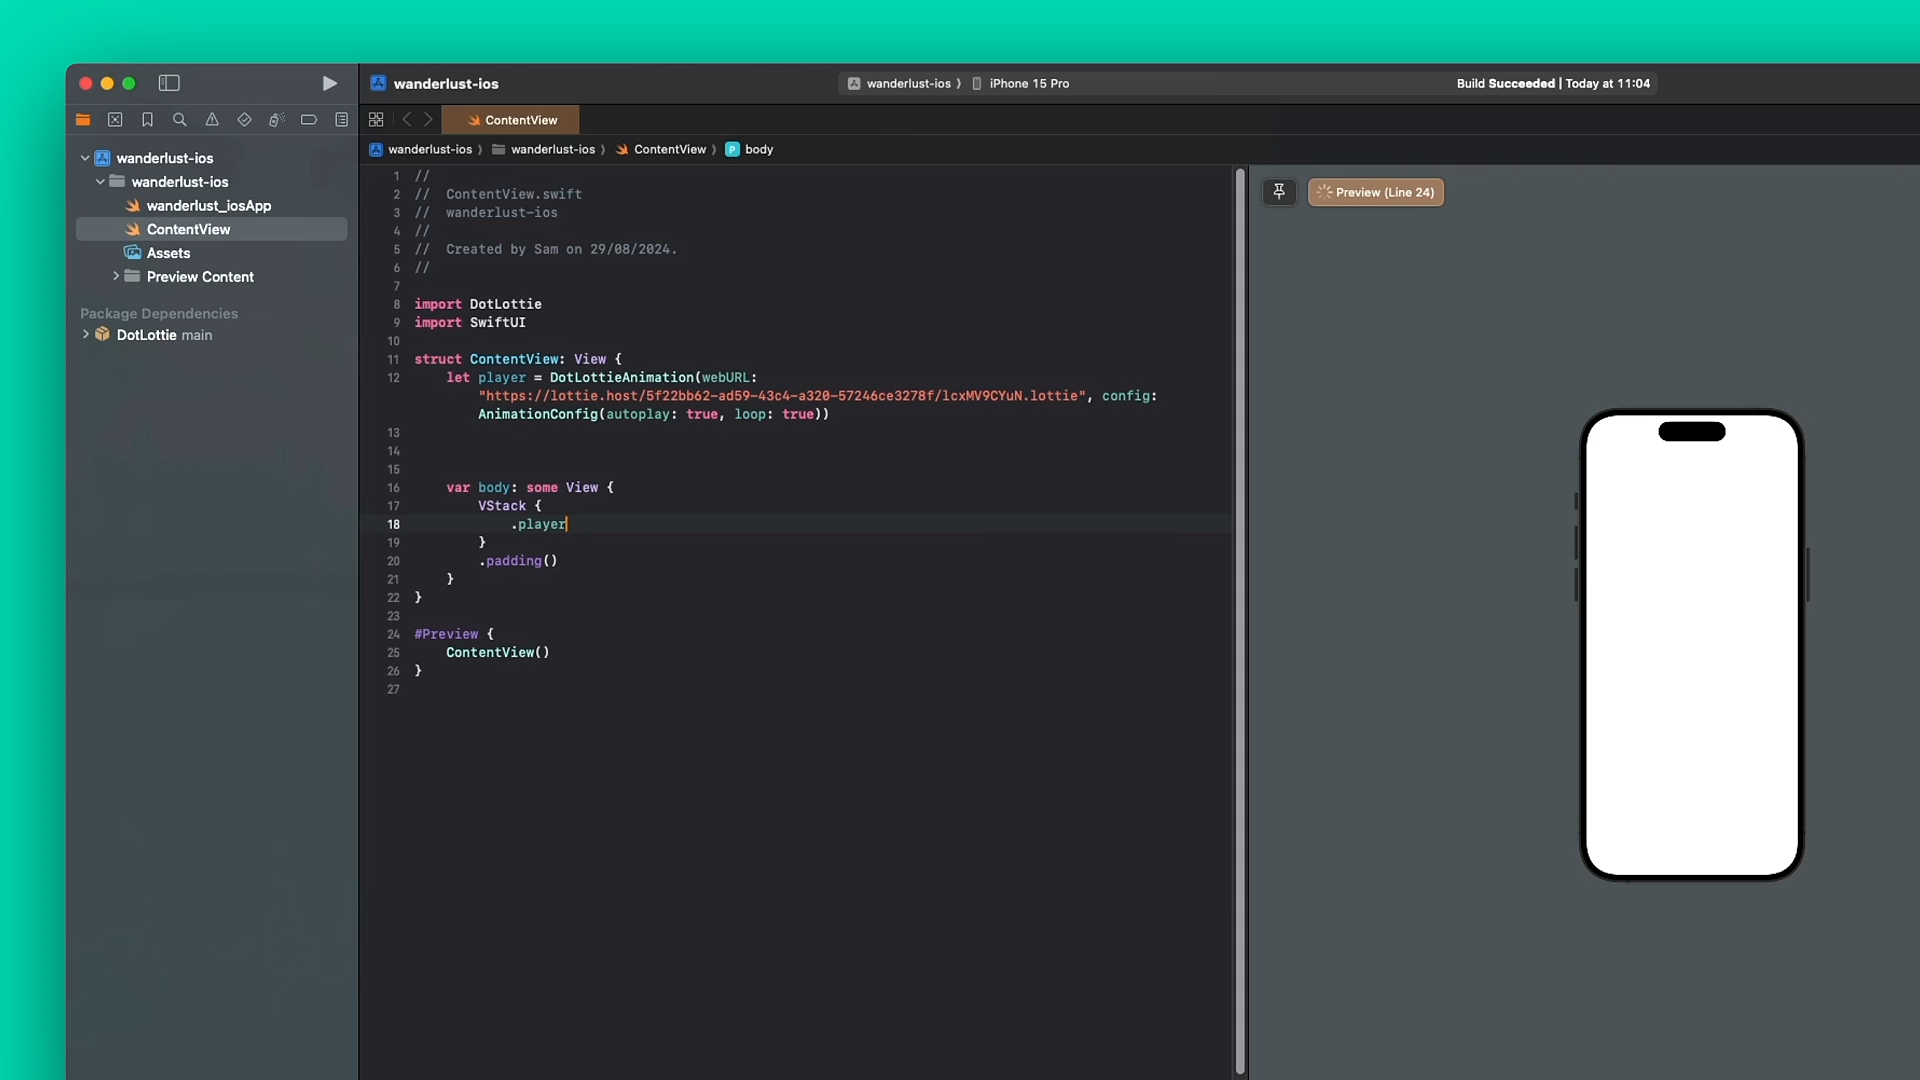 wanderlust-ios
wanderlust-ios
iPhone 15 Pro
Build Succeeded | Today at 11:04
ContentView
wanderlust-ios
wanderlust-ios
ContentView
P
body
wanderlust-ios
wanderlust-ios
wanderlust_iosApp
ContentView
Assets
Preview Content
Package Dependencies
DotLottie main
1 //
2 //  ContentView.swift
3 //  wanderlust-ios
4 //
5 //  Created by Sam on 29/08/2024.
6 //
7
8 import DotLottie
9 import SwiftUI
10
11 struct ContentView: View {
12     let player = DotLottieAnimation(webURL:
"https://lottie.host/5f22bb62-ad59-43c4-a320-57246ce3278f/lcxMV9CYuN.lottie", config:
AnimationConfig(autoplay: true, loop: true))
13
14
15
16     var body: some View {
17         VStack {
18             .player
19         }
20         .padding()
21     }
22 }
23
24 #Preview {
25     ContentView()
26 }
27
Preview (Line 24)